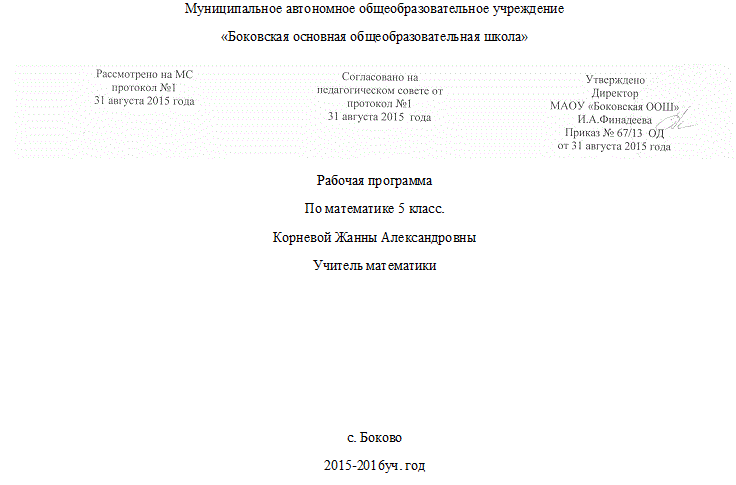 Муниципальное автономное общеобразовательное учреждение
«Боковская основная общеобразовательная школа»
Рассмотрено на МС
протокол №1
31 августа 2015 года
Согласовано на
педагогическом совете от
протокол №1
31 августа 2015 года
Утверждено
Директор
МАОУ «Боковская ООШ»
И.А.Финадеева
Приказ № 67/13 ОД
от 31 августа 2015 года
Рабочая программа
По математике 5 класс.
Корневой Жанны Александровны
Учитель математики
с. Боково
2015-2016уч. год